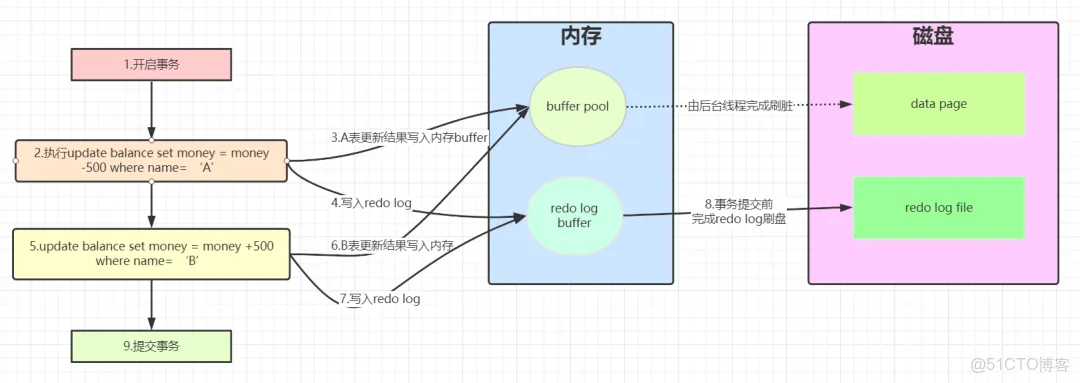 1.开启事务
2.执行update balance set money = money
-500 where name= ‘A’
5.update balance set money = money +500
where name= ‘B’
9.提交事务
3.A表更新结果写入内存buffer
4.写入redo log
6.B表更新结果写入内存
7.写入redo log
内存
buffer pool
redo log
buffer
由后台线程完成刷脏
8.事务提交前
完成redo log刷盘
磁盘
data page
redo log file
@51CTO博客